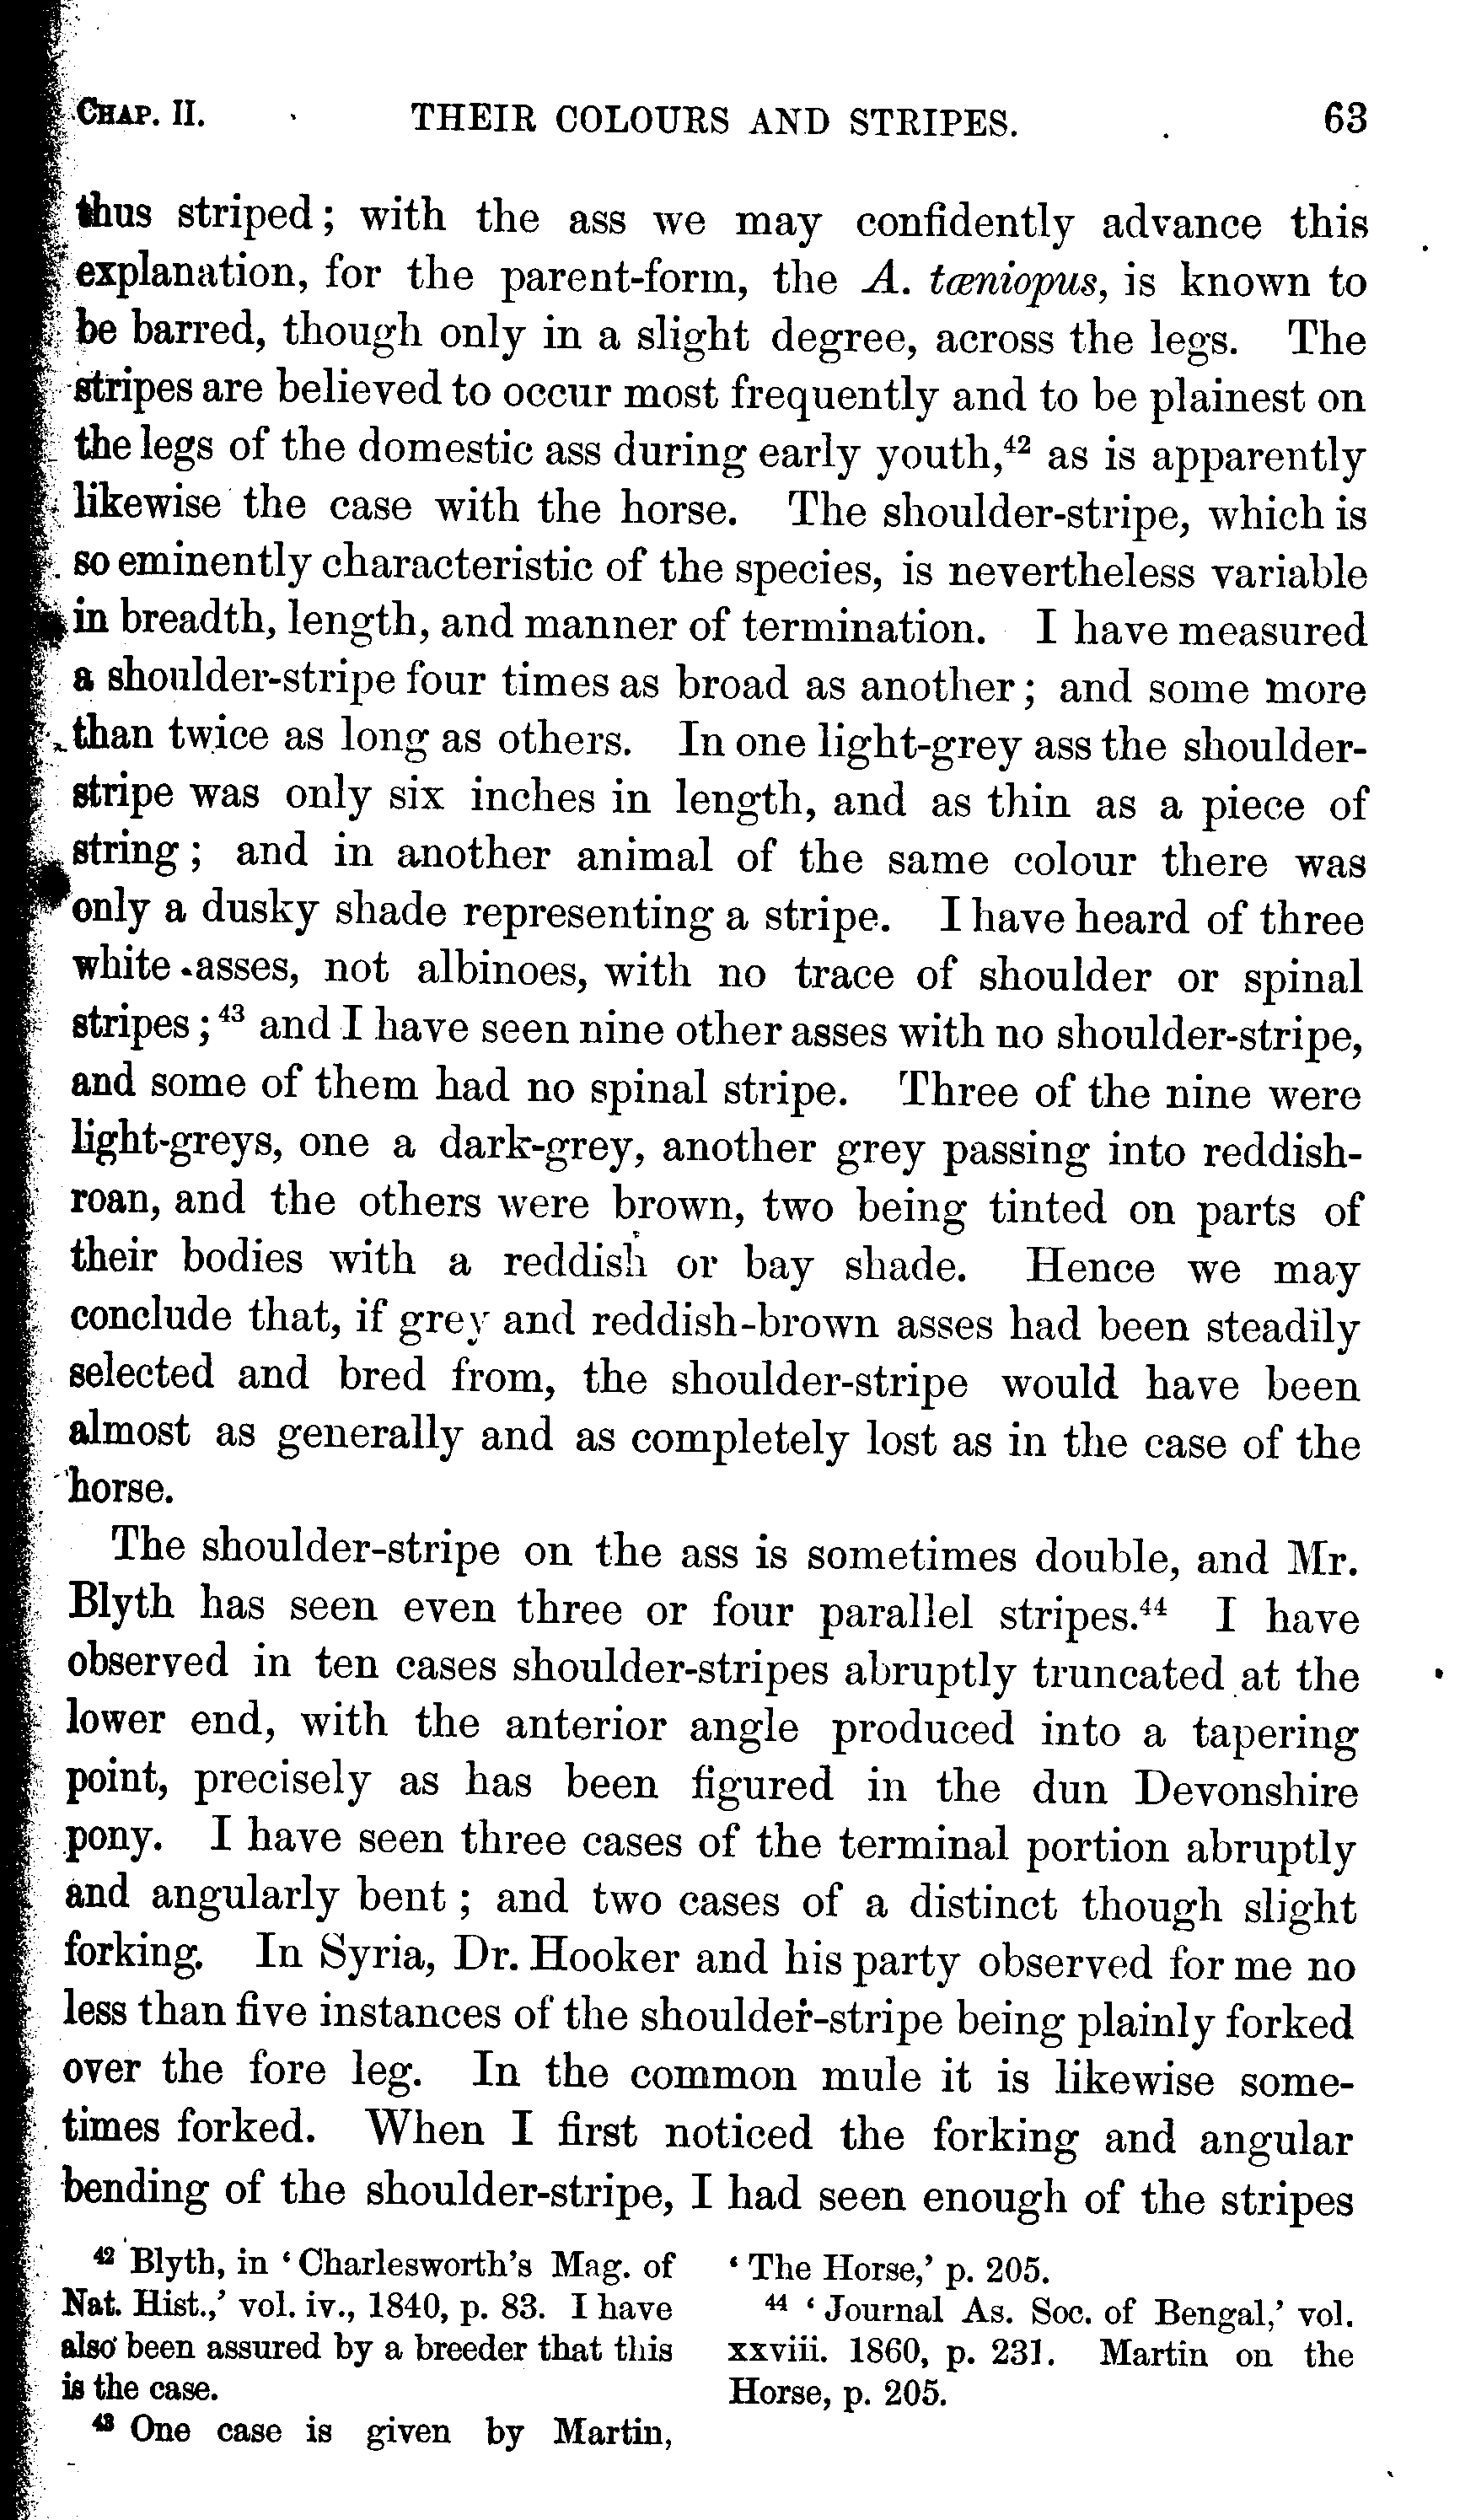 CHAP. II. THEIR COLOURS AND STRIPES. 63
thus striped; with the ass we may confidently advance this
explanation, for the parent-form, the A. tæniopus, is known to
be barred, though only in a slight degree, across the legs. The
stripes are believed to occur most frequently and to be plainest on
the legs of the domestic ass during early youth,⁴² as is apparently
likewise the case with the horse. The shoulder-stripe, which is
so eminently characteristic of the species, is nevertheless variable
in breadth, length, and manner of termination. I have measured
a shoulder-stripe four times as broad as another; and some more
than twice as long as others. In one light-grey ass the shoulder-
stripe was only six inches in length, and as thin as a piece of
string; and in another animal of the same colour there was
only a dusky shade representing a stripe. I have heard of three
white asses, not albinoes, with no trace of shoulder or spinal
stripes;⁴³ and I have seen nine other asses with no shoulder-stripe,
and some of them had no spinal stripe. Three of the nine were
light-greys, one a dark-grey, another grey passing into reddish-
roan, and the others were brown, two being tinted on parts of
their bodies with a reddish or bay shade. Hence we may
conclude that, if grey and reddish-brown asses had been steadily
selected and bred from, the shoulder-stripe would have been
almost as generally and as completely lost as in the case of the
horse.
The shoulder-stripe on the ass is sometimes double, and Mr.
Blyth has seen even three or four parallel stripes.⁴⁴ I have
observed in ten cases shoulder-stripes abruptly truncated at the
lower end, with the anterior angle produced into a tapering
point, precisely as has been figured in the dun Devonshire
pony. I have seen three cases of the terminal portion abruptly
and angularly bent; and two cases of a distinct though slight
forking. In Syria, Dr. Hooker and his party observed for me no
less than five instances of the shoulder-stripe being plainly forked
over the fore leg. In the common mule it is likewise some-
times forked. When I first noticed the forking and angular
bending of the shoulder-stripe, I had seen enough of the stripes
⁴² Blyth, in ‘Charlesworth’s Mag. of
Nat. Hist.,’ vol. iv., 1840, p. 83. I have
also been assured by a breeder that this
is the case.
⁴³ One case is given by Martin,
‘The Horse,’ p. 205.
⁴⁴ ‘Journal As. Soc. of Bengal,’ vol.
xxviii. 1860, p. 231. Martin on the
Horse, p. 205.